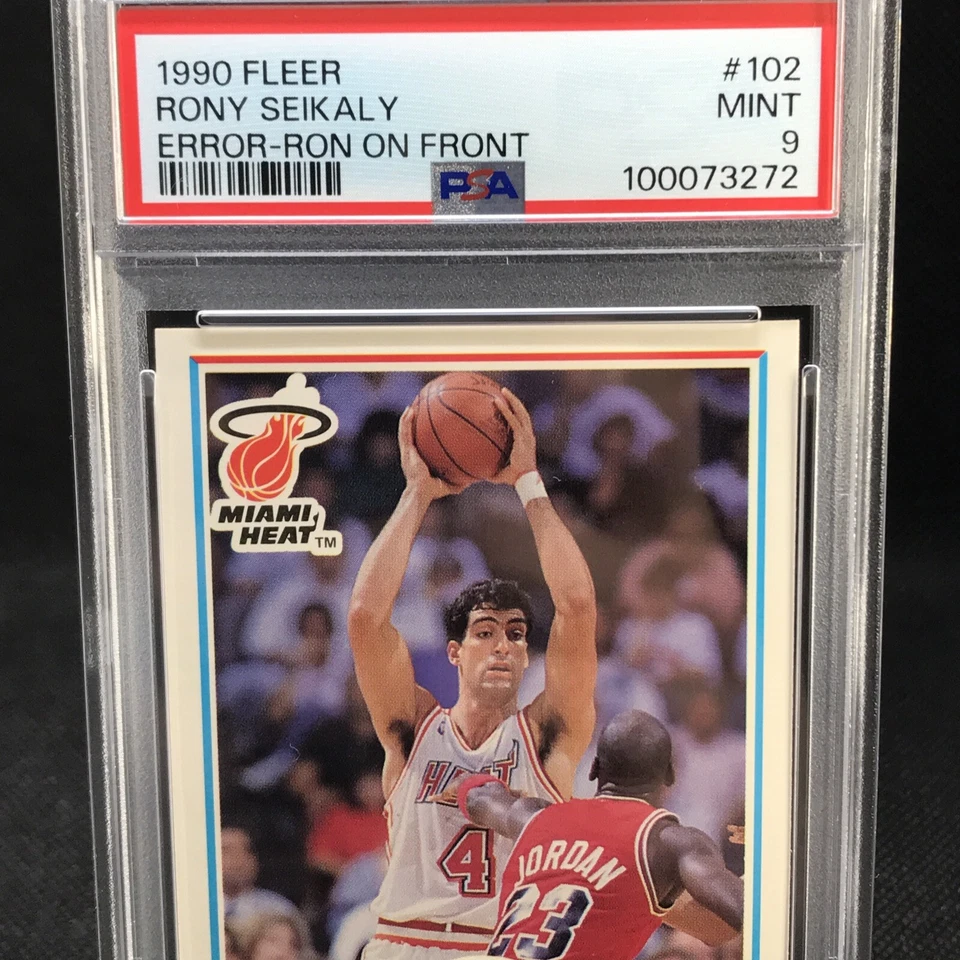 1990 FLEER
RONY SEIKALY
ERROR-RON ON FRONT
#102
MINT
9
100073272
PSA
MIAMI
HEAT TM
HEAT
4
JORDAN
23